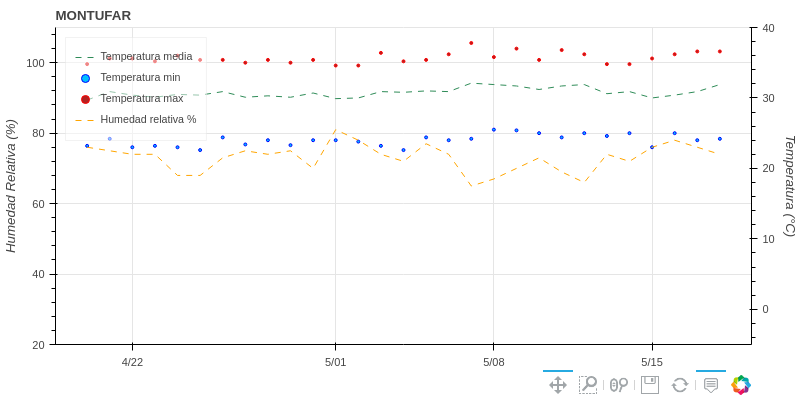 MONTUFAR
Temperatura media
Temperatura min
Temperatura max
Humedad relativa %
Humedad Relativa (%)
100
80
60
40
20
Temperatura (°C)
40
30
20
10
0
4/22
5/01
5/08
5/15